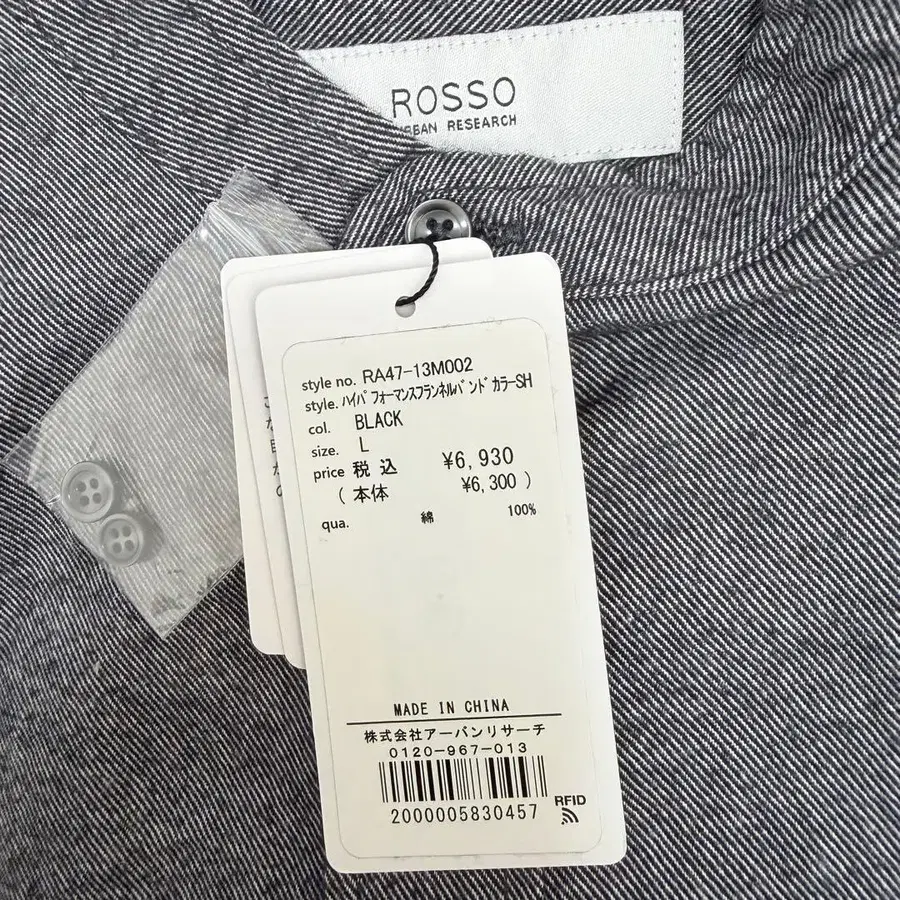 ROSSO
URBAN RESEARCH
style no. RA47-13M002
style. ﾊｲﾊﾟﾌｫｰﾏﾝｽﾌﾗﾝﾈﾙﾊﾞﾝﾄﾞｶﾗｰSH
col. BLACK
size. L
price 税込 ¥6,930
( 本体 ¥6,300 )
qua. 綿 100%
MADE IN CHINA
株式会社アーバンリサーチ
0120-967-013
2000005830457
RFID